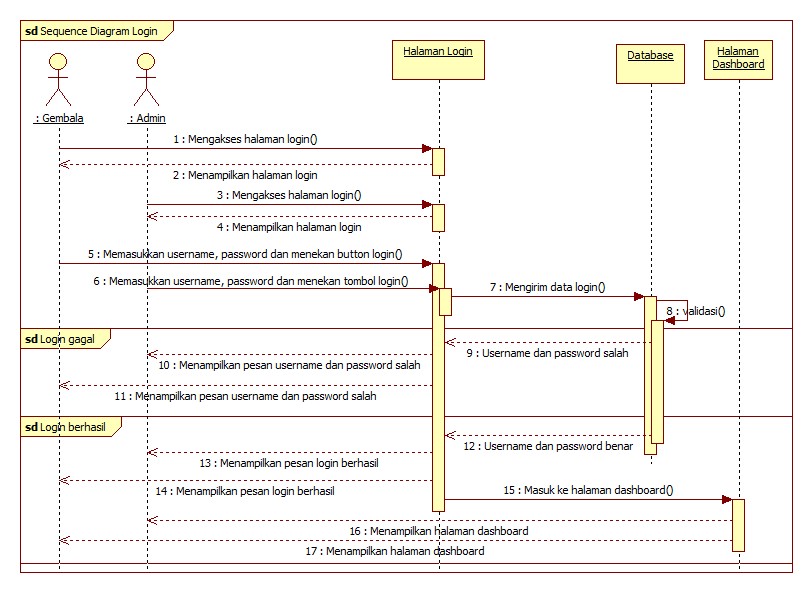 sd Sequence Diagram Login
Halaman Login
Database
Halaman
Dashboard
: Gembala
: Admin
1 : Mengakses halaman login()
2 : Menampilkan halaman login
3 : Mengakses halaman login()
4 : Menampilkan halaman login
5 : Memasukkan username, password dan menekan button login()
6 : Memasukkan username, password dan menekan tombol login()
7 : Mengirim data login()
8 : validasi()
sd Login gagal
9 : Username dan password salah
10 : Menampilkan pesan username dan password salah
11 : Menampilkan pesan username dan password salah
sd Login berhasil
12 : Username dan password benar
13 : Menampilkan pesan login berhasil
14 : Menampilkan pesan login berhasil
15 : Masuk ke halaman dashboard()
16 : Menampilkan halaman dashboard
17 : Menampilkan halaman dashboard